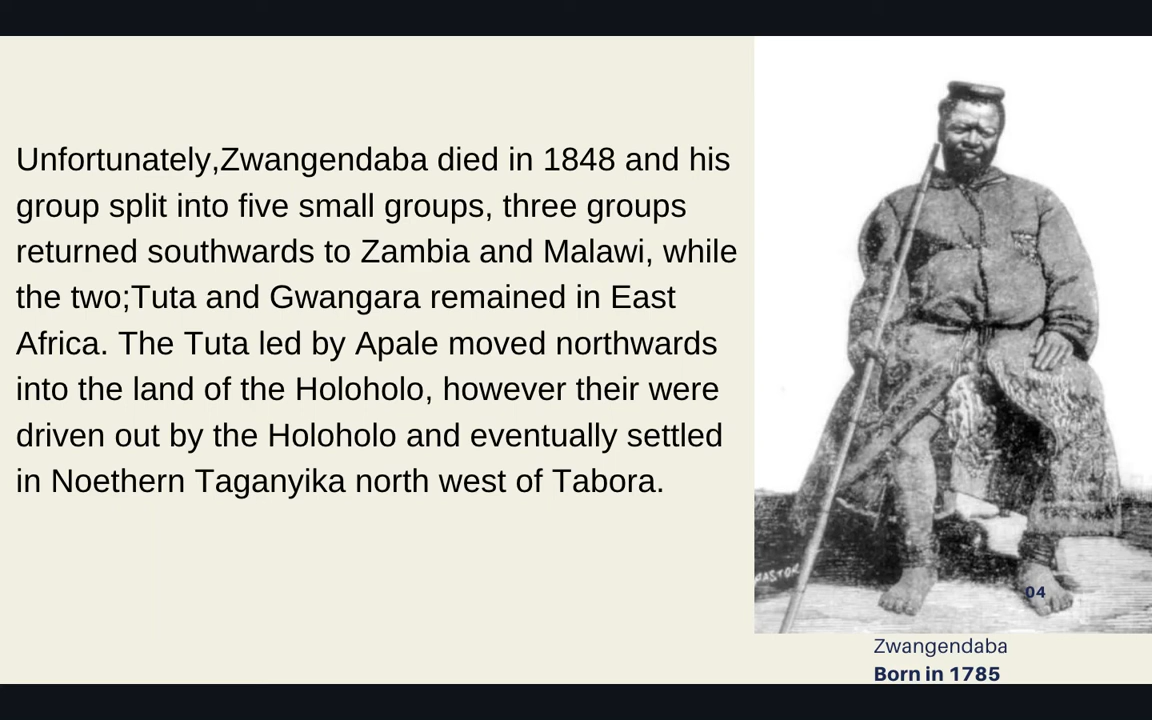 Unfortunately,Zwangendaba died in 1848 and his
group split into five small groups, three groups
returned southwards to Zambia and Malawi, while
the two;Tuta and Gwangara remained in East
Africa. The Tuta led by Apale moved northwards
into the land of the Holoholo, however their were
driven out by the Holoholo and eventually settled
in Noethern Taganyika north west of Tabora.
PASTOR
04
Zwangendaba
Born in 1785